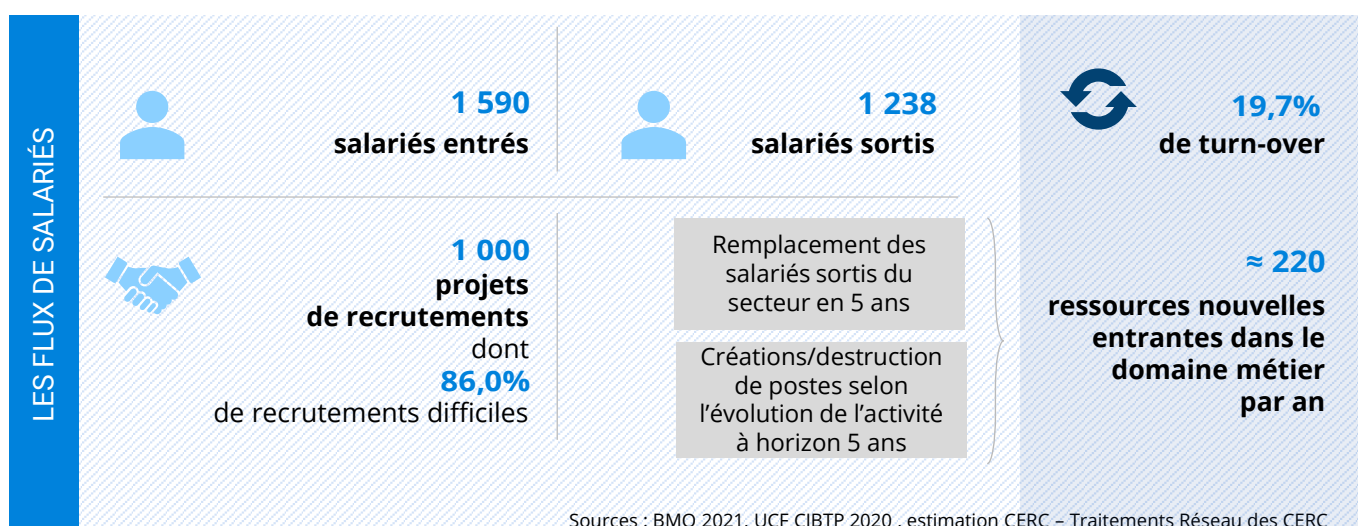 LES FLUX DE SALARIÉS
1 590
salariés entrés
1 238
salariés sortis
19,7%
de turn-over
1 000
projets
de recrutements
dont
86,0%
de recrutements difficiles
Remplacement des
salariés sortis du
secteur en 5 ans
Créations/destruction
de postes selon
l'évolution de l'activité
à horizon 5 ans
≈ 220
ressources nouvelles
entrantes dans le
domaine métier
par an
Sources : BMO 2021, UCF CIBTP 2020 , estimation CERC – Traitements Réseau des CERC